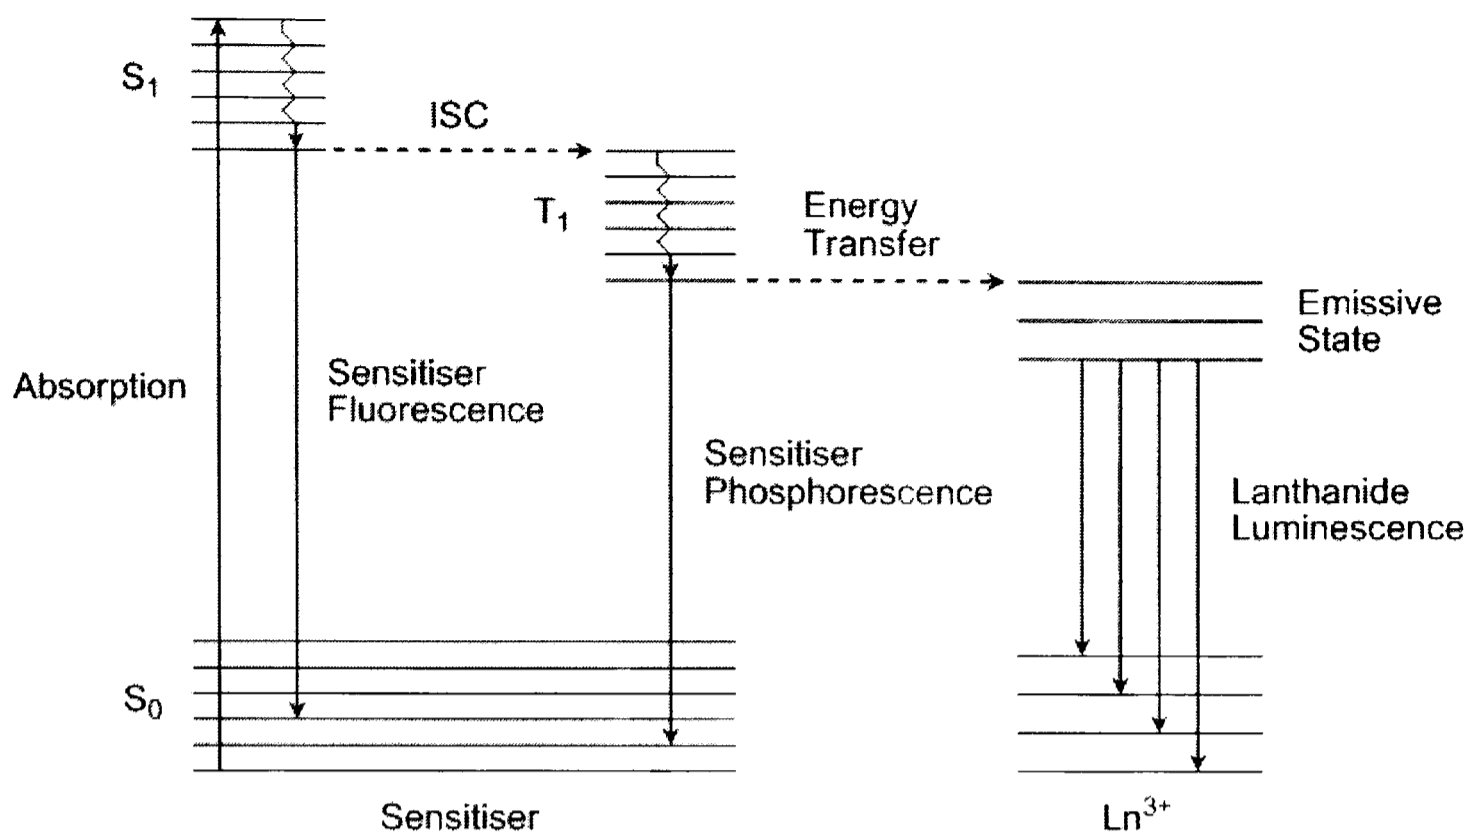 S₁
ISC
T₁
Energy
Transfer
Emissive
State
Absorption
Sensitiser
Fluorescence
Sensitiser
Phosphorescence
Lanthanide
Luminescence
S₀
Sensitiser
Ln³⁺